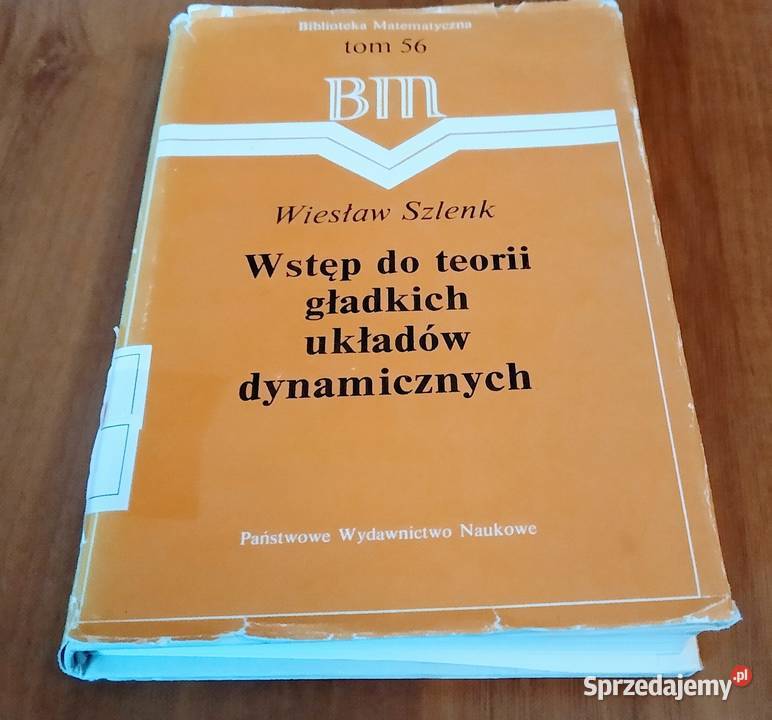 Biblioteka Matematyczna
tom 56
BM
Wiesław Szlenk
Wstęp do teorii
gładkich
układów
dynamicznych
Państwowe Wydawnictwo Naukowe
Sprzedajemy.pl